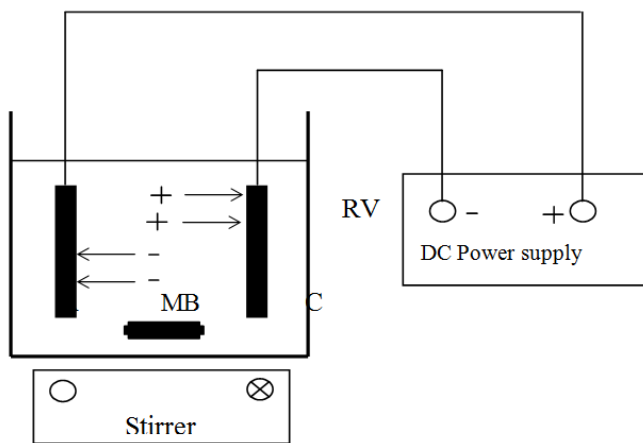 +
+
-
-
RV
- +
DC Power supply
MB C
Stirrer